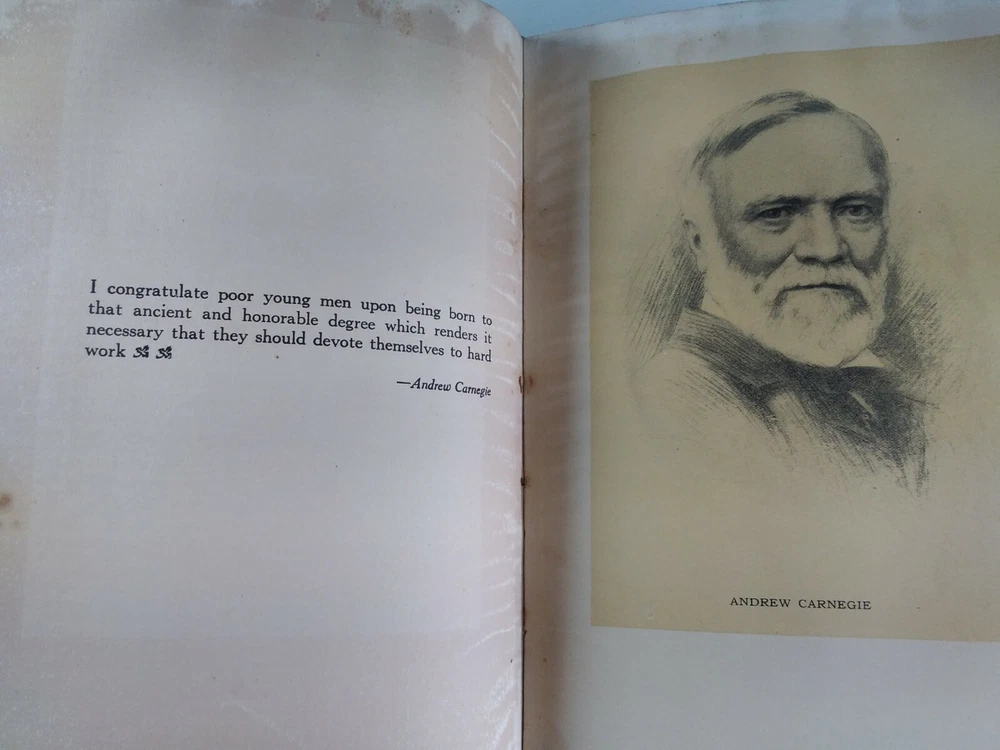 I congratulate poor young men upon being born to
that ancient and honorable degree which renders it
necessary that they should devote themselves to hard
work
—Andrew Carnegie
ANDREW CARNEGIE